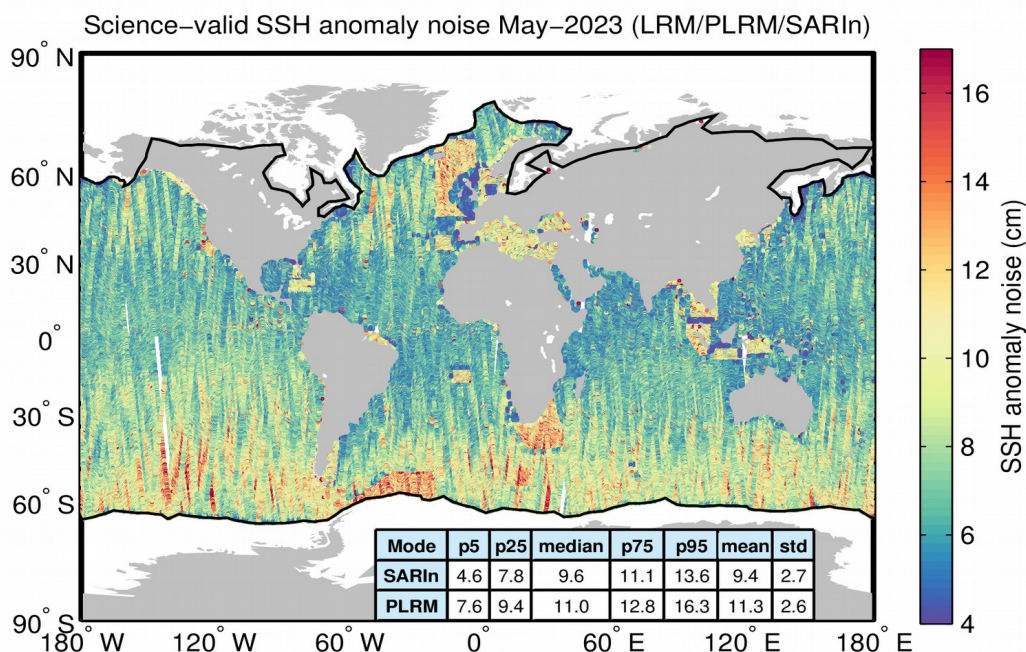 Science−valid SSH anomaly noise May−2023 (LRM/PLRM/SARIn)
90° N
60° N
30° N
0°
30° S
60° S
90° S
180° W
120° W
60° W
0°
60° E
120° E
180° E
16
14
12
10
8
6
4
SSH anomaly noise (cm)
Mode p5 p25 median p75 p95 mean std
SARIn 4.6 7.8 9.6 11.1 13.6 9.4 2.7
PLRM 7.6 9.4 11.0 12.8 16.3 11.3 2.6